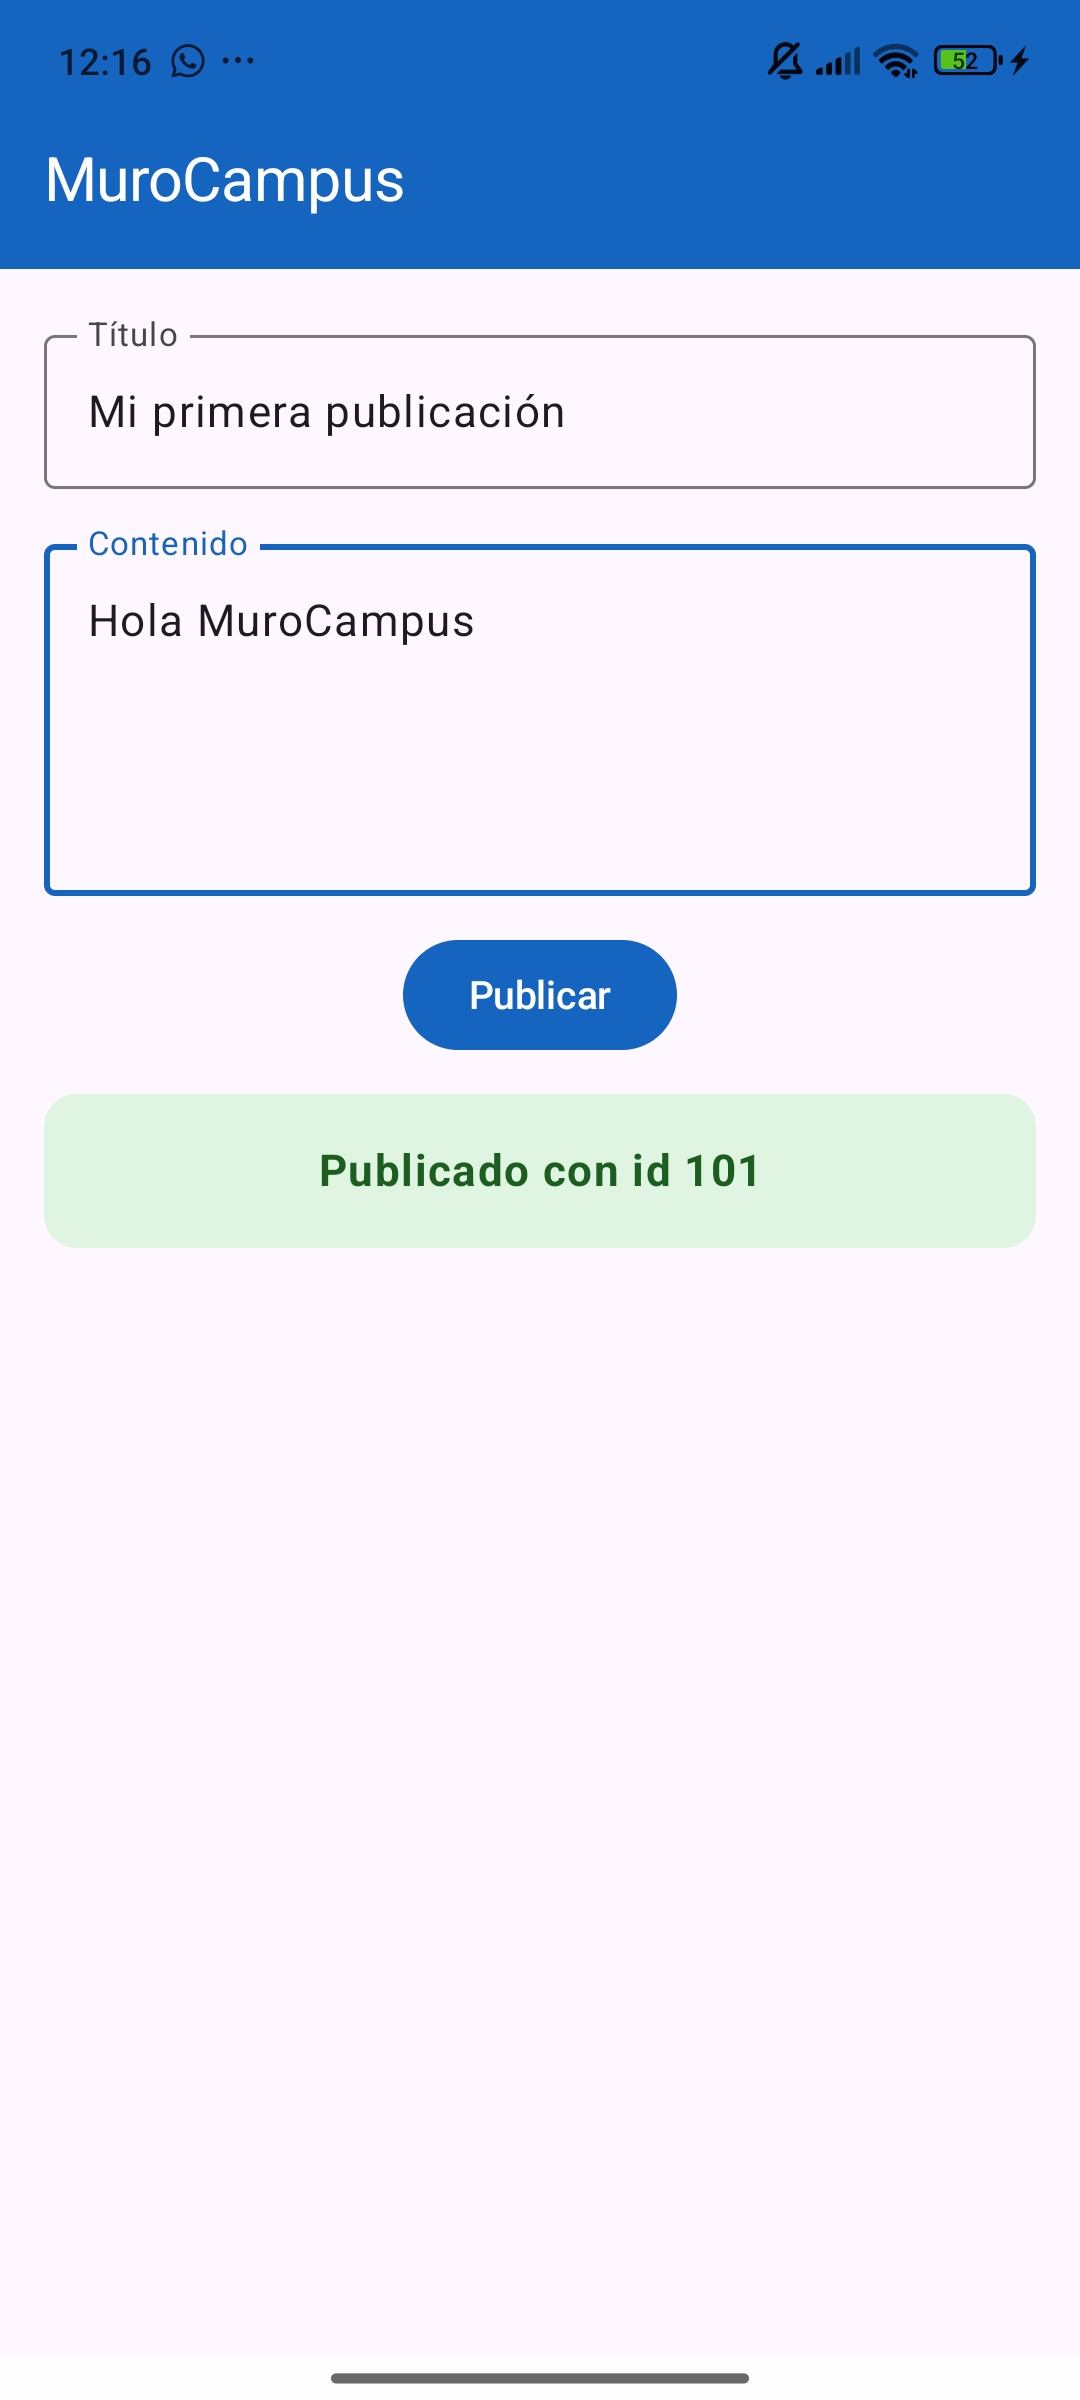 12:16
52
MuroCampus
Título
Mi primera publicación
Contenido
Hola MuroCampus
Publicar
Publicado con id 101